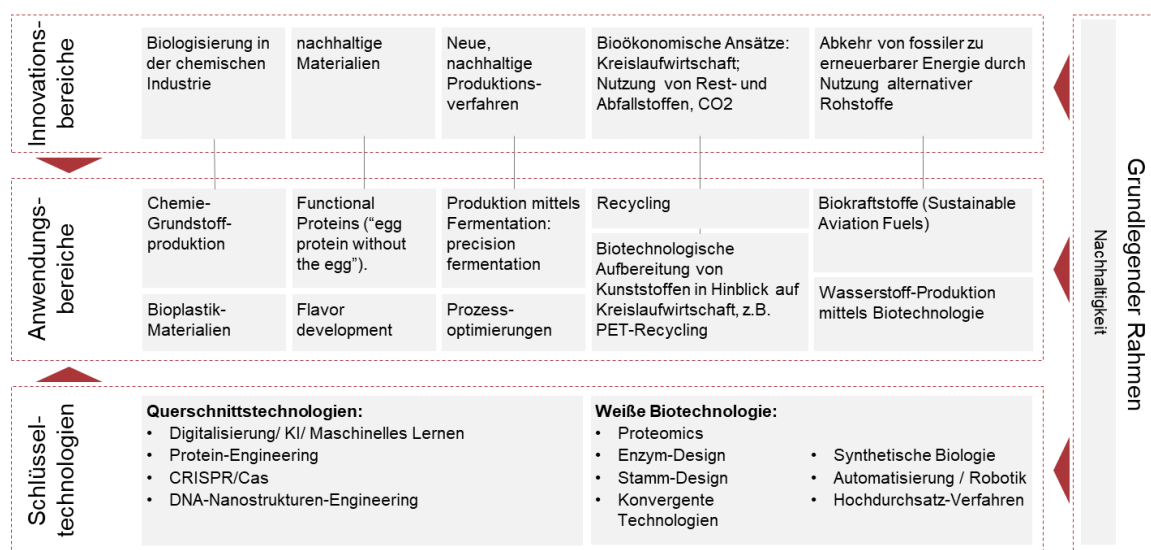 Innovations-
bereiche
Biologisierung in
der chemischen
Industrie
nachhaltige
Materialien
Neue,
nachhaltige
Produktions-
verfahren
Bioökonomische Ansätze:
Kreislaufwirtschaft;
Nutzung von Rest- und
Abfallstoffen, CO2
Abkehr von fossiler zu
erneuerbarer Energie durch
Nutzung alternativer
Rohstoffe
Anwendungs-
bereiche
Chemie-
Grundstoff-
produktion
Bioplastik-
Materialien
Functional
Proteins (“egg
protein without
the egg”).
Flavor
development
Produktion mittels
Fermentation:
precision
fermentation
Prozess-
optimierungen
Recycling
Biotechnologische
Aufbereitung von
Kunststoffen in Hinblick auf
Kreislaufwirtschaft, z.B.
PET-Recycling
Biokraftstoffe (Sustainable
Aviation Fuels)
Wasserstoff-Produktion
mittels Biotechnologie
Schlüssel-
technologien
Querschnittstechnologien:
• Digitalisierung/ KI/ Maschinelles Lernen
• Protein-Engineering
• CRISPR/Cas
• DNA-Nanostrukturen-Engineering
Weiße Biotechnologie:
• Proteomics
• Enzym-Design
• Stamm-Design
• Konvergente
Technologien
• Synthetische Biologie
• Automatisierung / Robotik
• Hochdurchsatz-Verfahren
Grundlegender Rahmen
Nachhaltigkeit